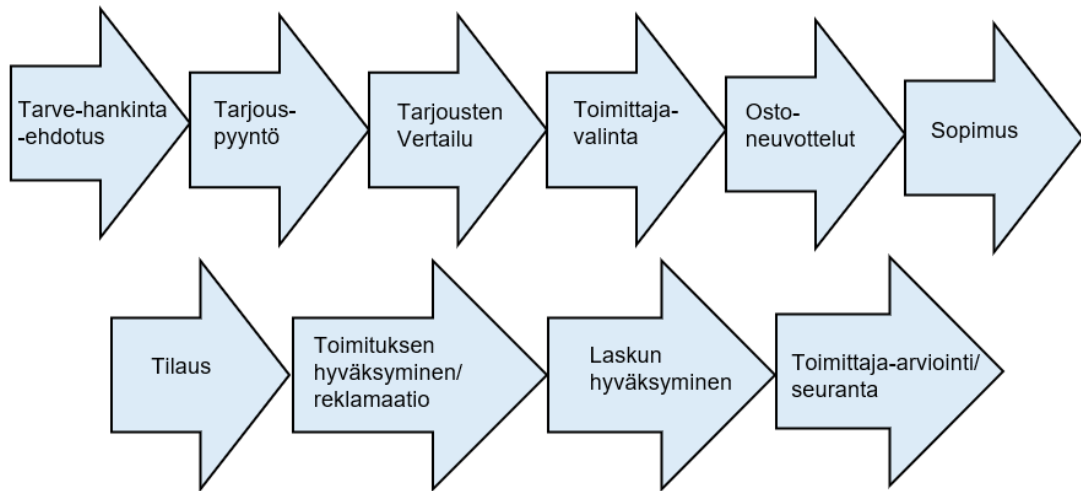 Tarve-hankinta
-ehdotus
Tarjous-
pyyntö
Tarjousten
Vertailu
Toimittaja-
valinta
Osto-
neuvottelut
Sopimus
Tilaus
Toimituksen
hyväksyminen/
reklamaatio
Laskun
hyväksyminen
Toimittaja-arviointi/
seuranta